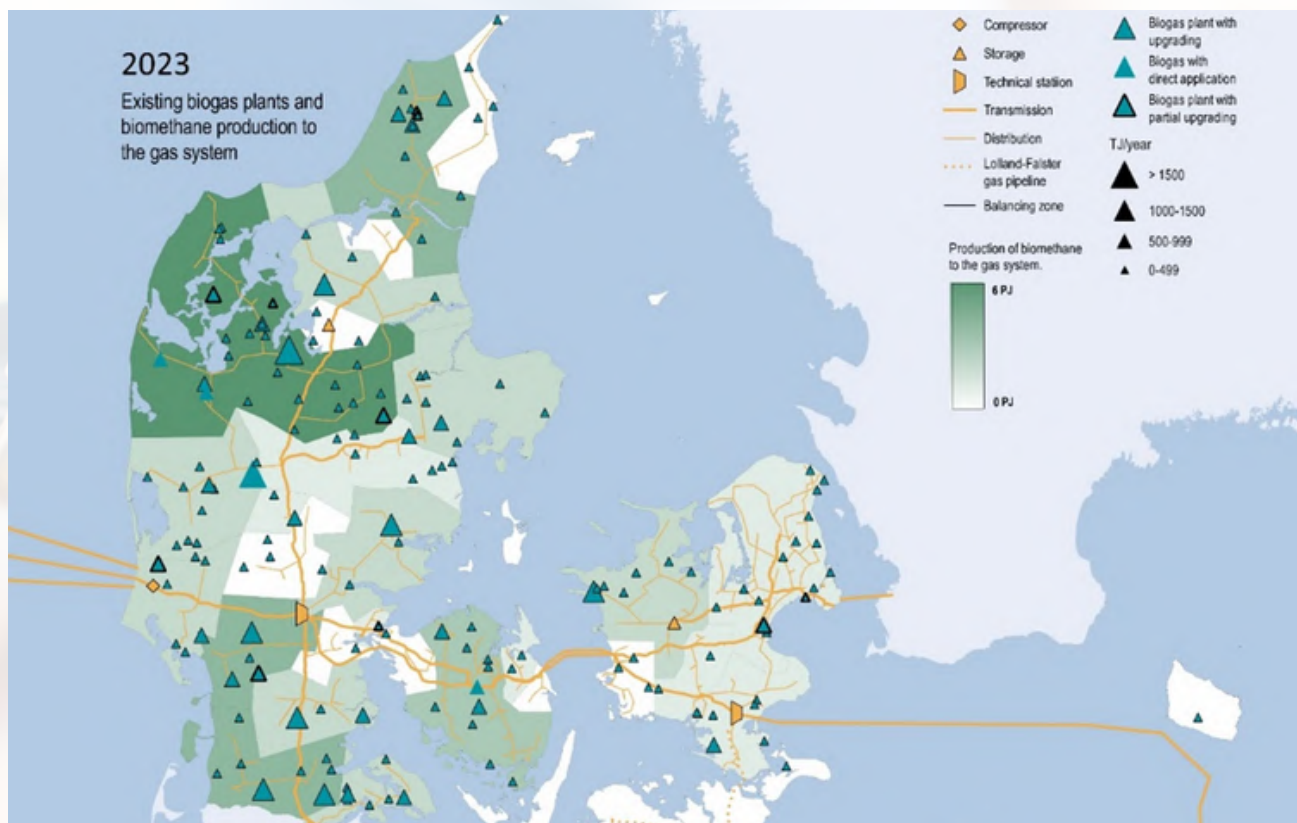 2023
Existing biogas plants and
biomethane production to
the gas system
Compressor
Storage
Technical station
Transmission
Distribution
Lolland-Falster
gas pipeline
Balancing zone
Production of biomethane
to the gas system.
6 PJ
0 PJ
Biogas plant with
upgrading
Biogas with
direct application
Biogas plant with
partial upgrading
TJ/year
> 1500
1000-1500
500-999
0-499